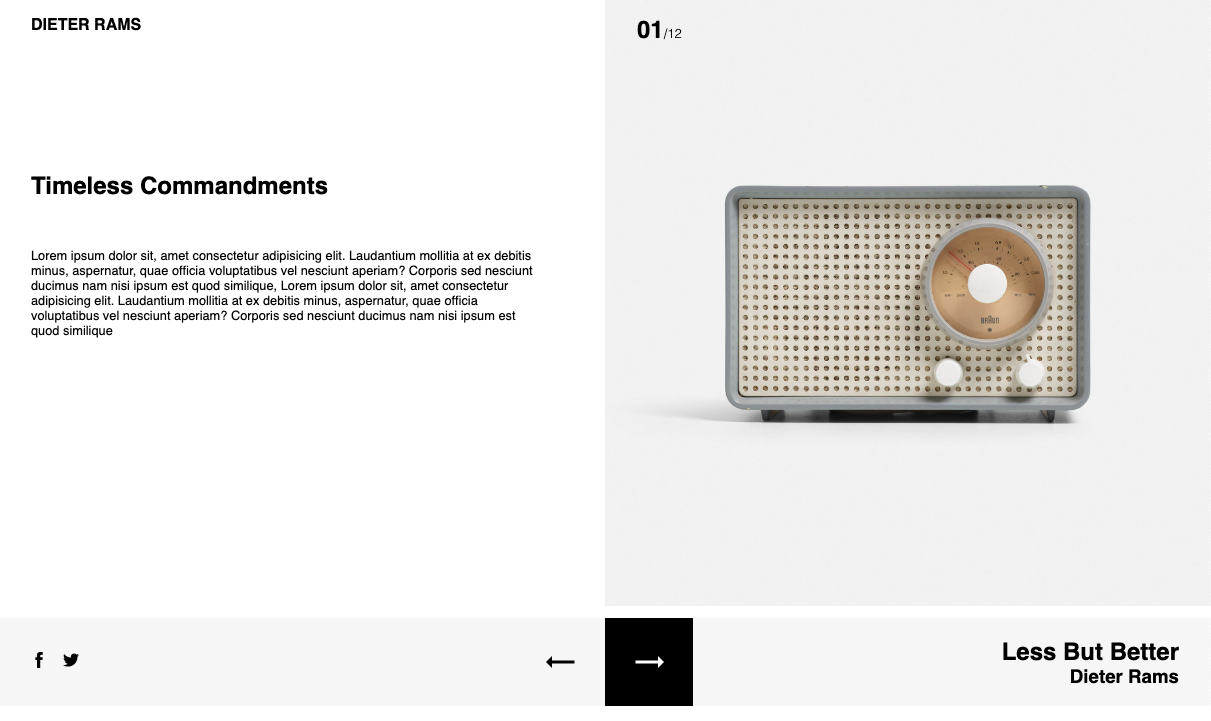 DIETER RAMS
01/12
Timeless Commandments
Lorem ipsum dolor sit, amet consectetur adipisicing elit. Laudantium mollitia at ex debitis
minus, aspernatur, quae officia voluptatibus vel nesciunt aperiam? Corporis sed nesciunt
ducimus nam nisi ipsum est quod similique, Lorem ipsum dolor sit, amet consectetur
adipisicing elit. Laudantium mollitia at ex debitis minus, aspernatur, quae officia
voluptatibus vel nesciunt aperiam? Corporis sed nesciunt ducimus nam nisi ipsum est
quod similique
BRAUN
Less But Better
Dieter Rams